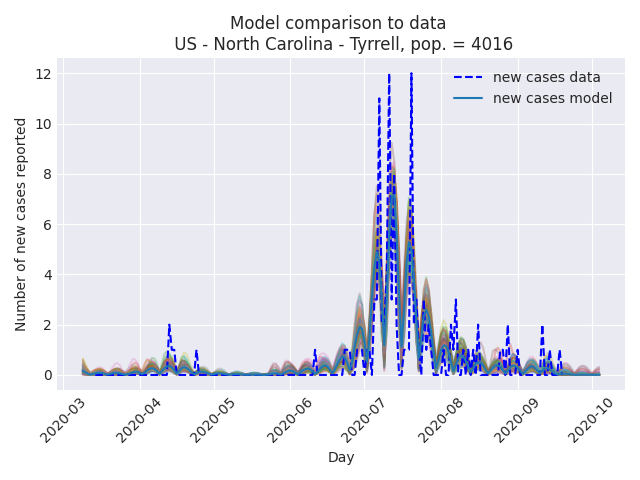 Model comparison to data
US - North Carolina - Tyrrell, pop. = 4016
new cases data
new cases model
Number of new cases reported
12
10
8
6
4
2
0
2020-03
2020-04
2020-05
2020-06
2020-07
2020-08
2020-09
2020-10
Day